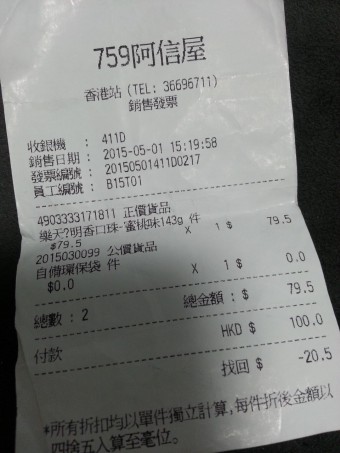 759阿信屋
香港站 (TEL: 36696711)
銷售發票
收銀機 : 411D
銷售日期 : 2015-05-01 15:19:58
發票編號 : 20150501411D0217
員工編號 : B15T01
4903333171811 正價貨品
樂天?明香口珠-蜜桃味143g 件
$79.5 X 1 $ 79.5
2015030099 公價貨品
自備環保袋 件
$0.0 X 1 $ 0.0
總數 : 2 總金額 : $ 79.5
付款 HKD $ 100.0
找回 $ -20.5
*所有折扣均以單件獨立計算,每件折後金額以
四捨五入算至毫位。